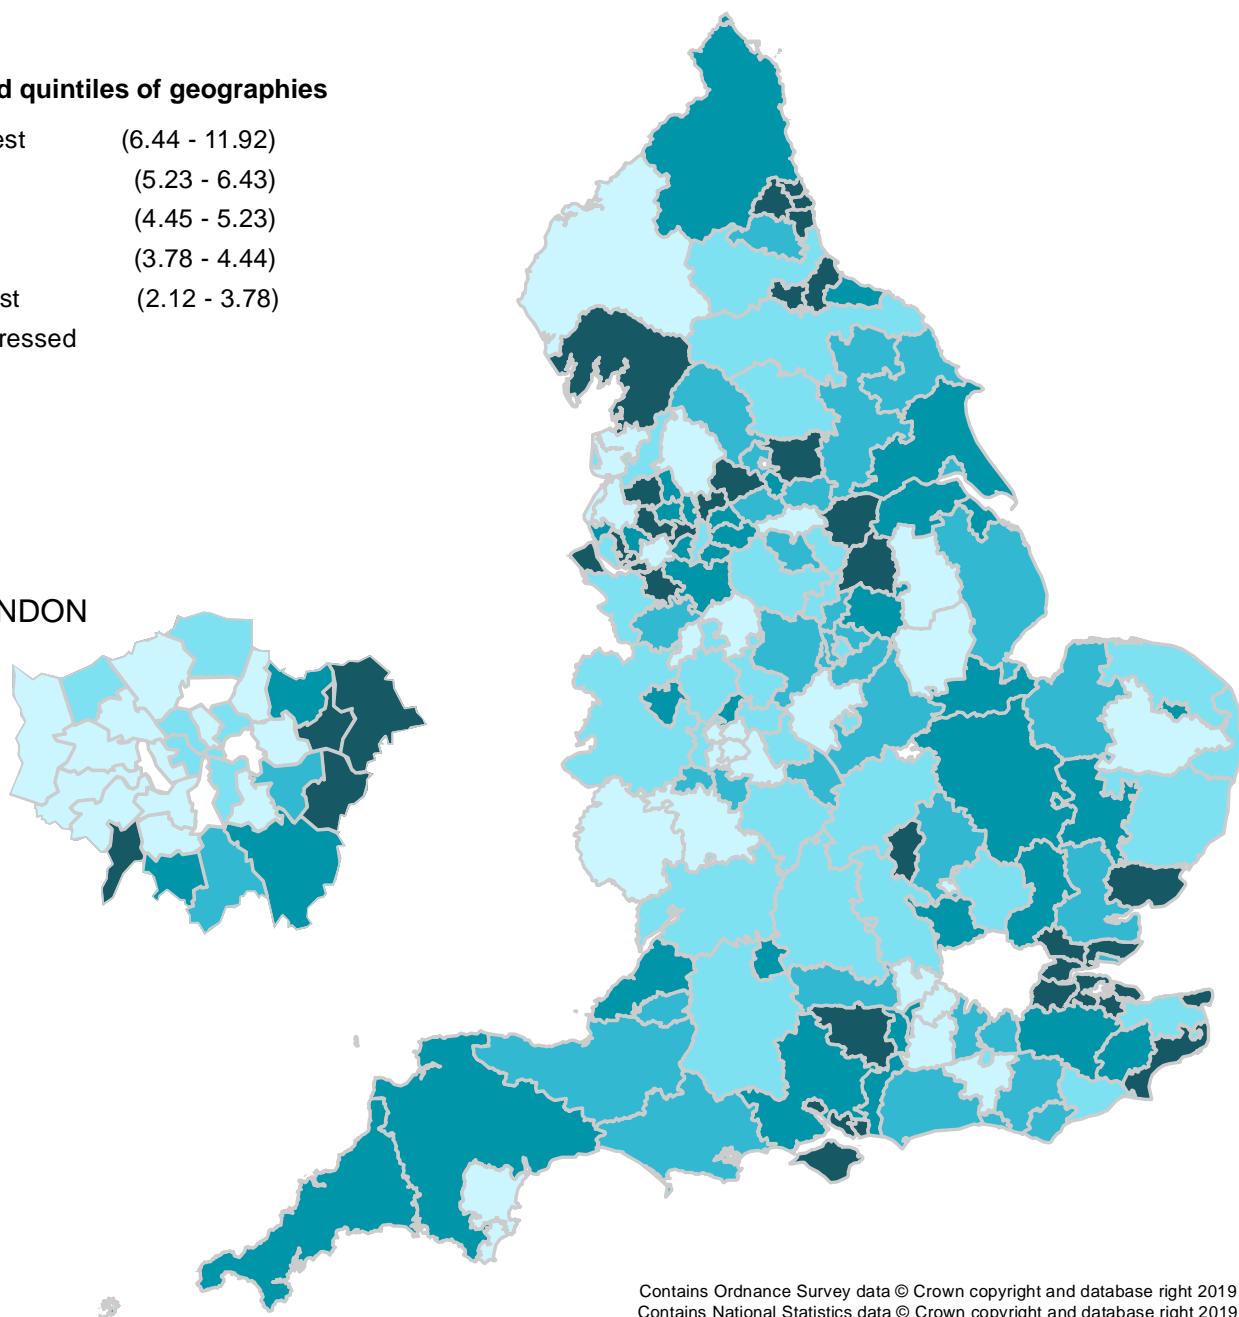 d quintiles of geographies
est (6.44 - 11.92)
(5.23 - 6.43)
(4.45 - 5.23)
(3.78 - 4.44)
st (2.12 - 3.78)
ressed
NDON
Contains Ordnance Survey data © Crown copyright and database right 2019
Contains National Statistics data © Crown copyright and database right 2019